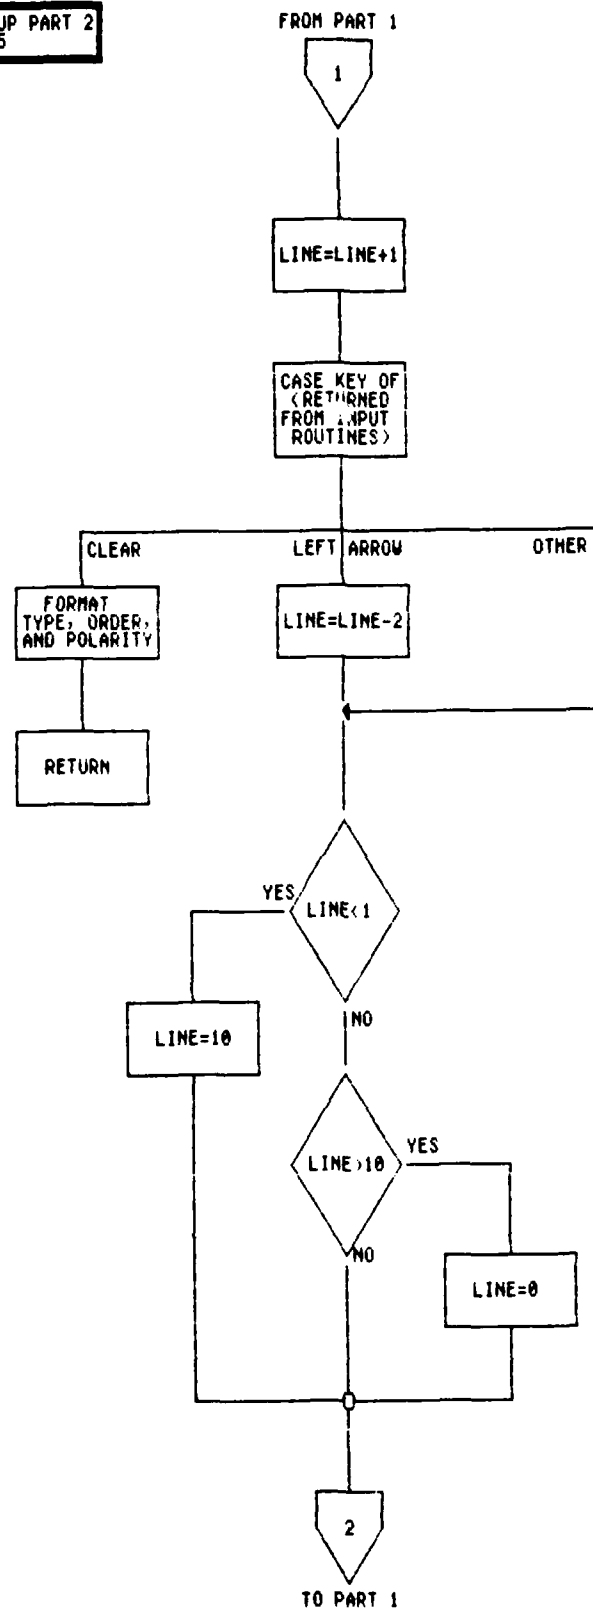 UP PART 2
5
FROM PART 1
1
LINE=LINE+1
CASE KEY OF
(RETURNED
FROM INPUT
ROUTINES)
CLEAR
LEFT ARROW
OTHER
FORMAT
TYPE, ORDER,
AND POLARITY
LINE=LINE-2
RETURN
YES
LINE<1
NO
LINE=10
LINE>10
YES
NO
LINE=0
2
TO PART 1